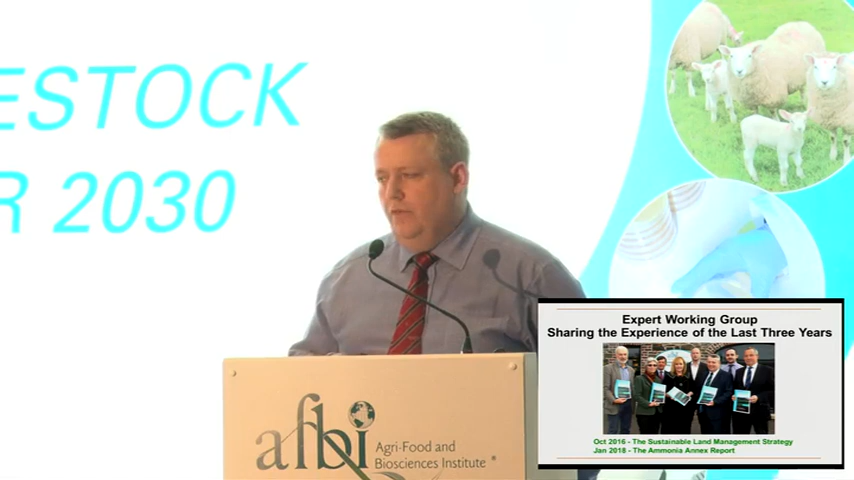 ESTOCK
R 2030
afbi
Agri-Food and
Biosciences Institute
Expert Working Group
Sharing the Experience of the Last Three Years
Oct 2016 - The Sustainable Land Management Strategy
Jan 2018 - The Ammonia Annex Report